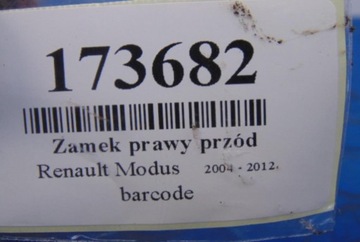 173682
Zamek prawy przód
Renault Modus 2004 - 2012
barcode